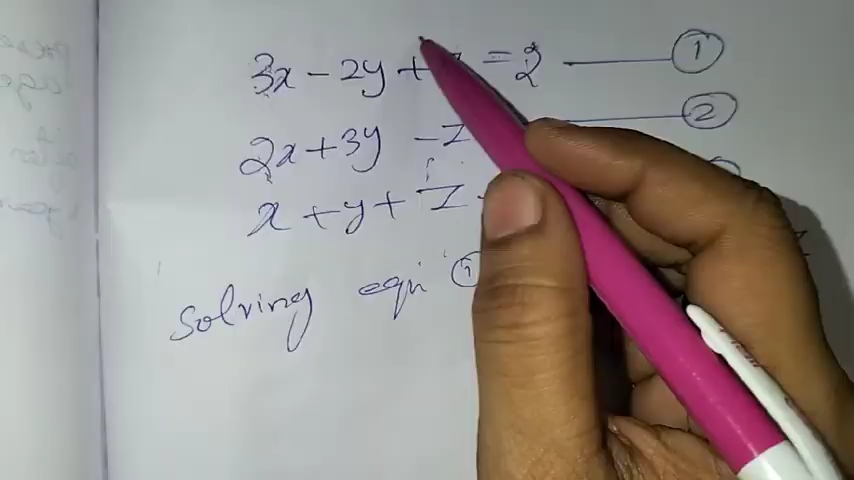 3x - 2y + z = 2 ——— ①
2x + 3y - z ——— ②
x + y + z
solving eqn ①